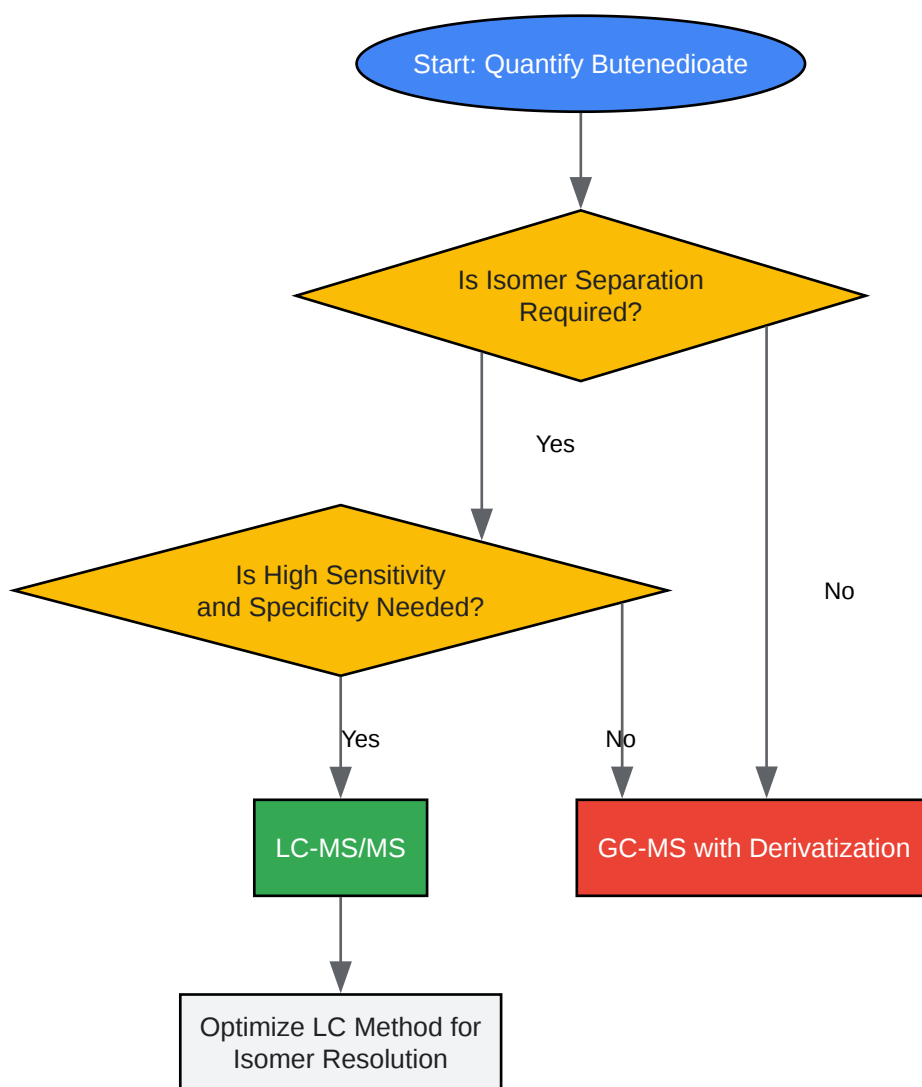 Start: Quantify Butenedioate
Is Isomer Separation
Required?
Yes
Is High Sensitivity
and Specificity Needed?
No
Yes
No
LC-MS/MS
GC-MS with Derivatization
Optimize LC Method for
Isomer Resolution